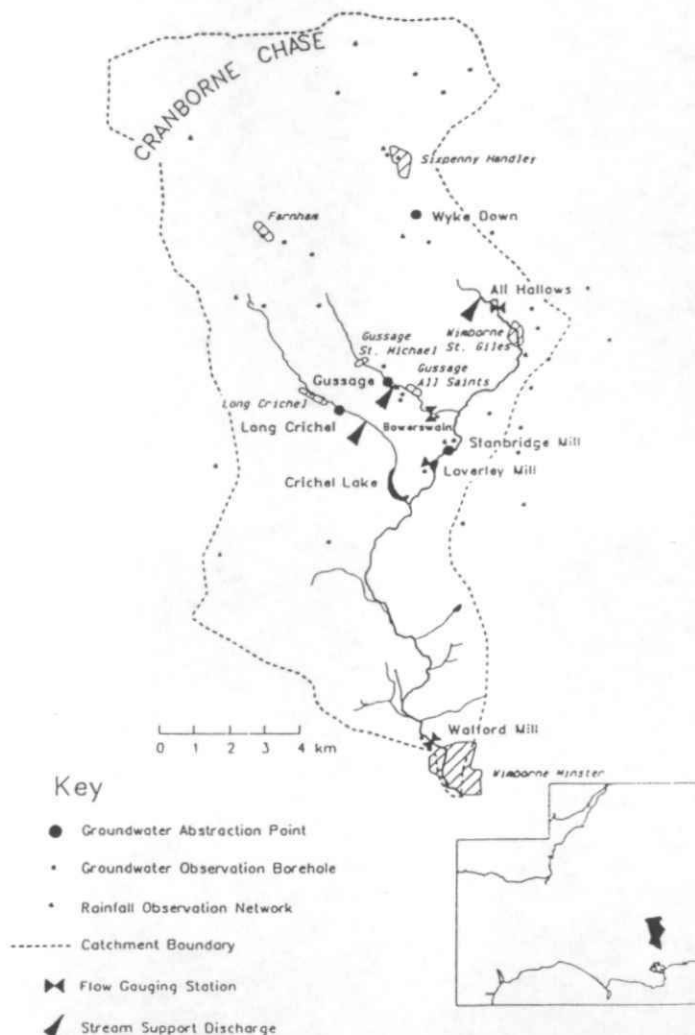 CRANBORNE CHASE
Sixpenny Handley
Farnham
Wyke Down
All Hallows
Wimborne
St. Giles
Gussage
St. Michael
Gussage
All Saints
Gussage
Long Crichel
Long Crichel
Bowerswain
Stanbridge Mill
Loverley Mill
Crichel Lake
Walford Mill
Wimborne Minster
0 1 2 3 4 km
Key
Groundwater Abstraction Point
Groundwater Observation Borehole
Rainfall Observation Network
Catchment Boundary
Flow Gauging Station
Stream Support Discharge